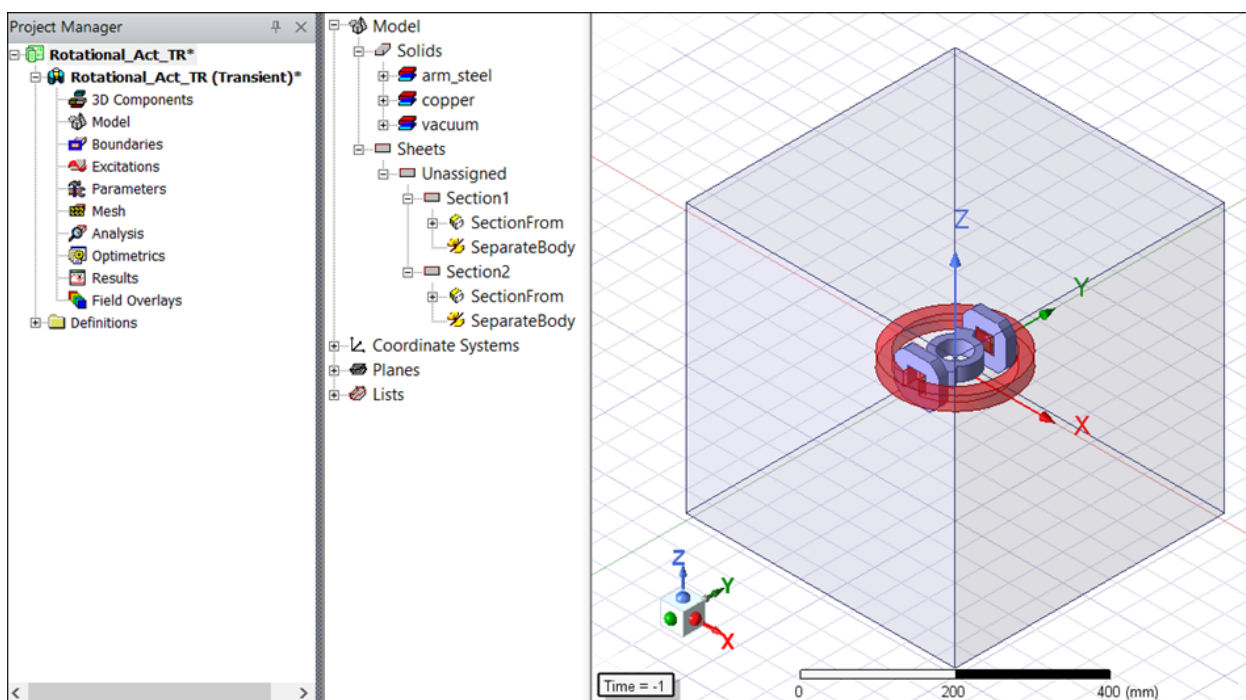 Project Manager
Rotational_Act_TR*
Rotational_Act_TR (Transient)*
3D Components
Model
Boundaries
Excitations
Parameters
Mesh
Analysis
Optimetrics
Results
Field Overlays
Definitions
Model
Solids
arm_steel
copper
vacuum
Sheets
Unassigned
Section1
SectionFrom
SeparateBody
Section2
SectionFrom
SeparateBody
Coordinate Systems
Planes
Lists
Z
Y
X
Z
Y
X
Time = -1
0 200 400 (mm)